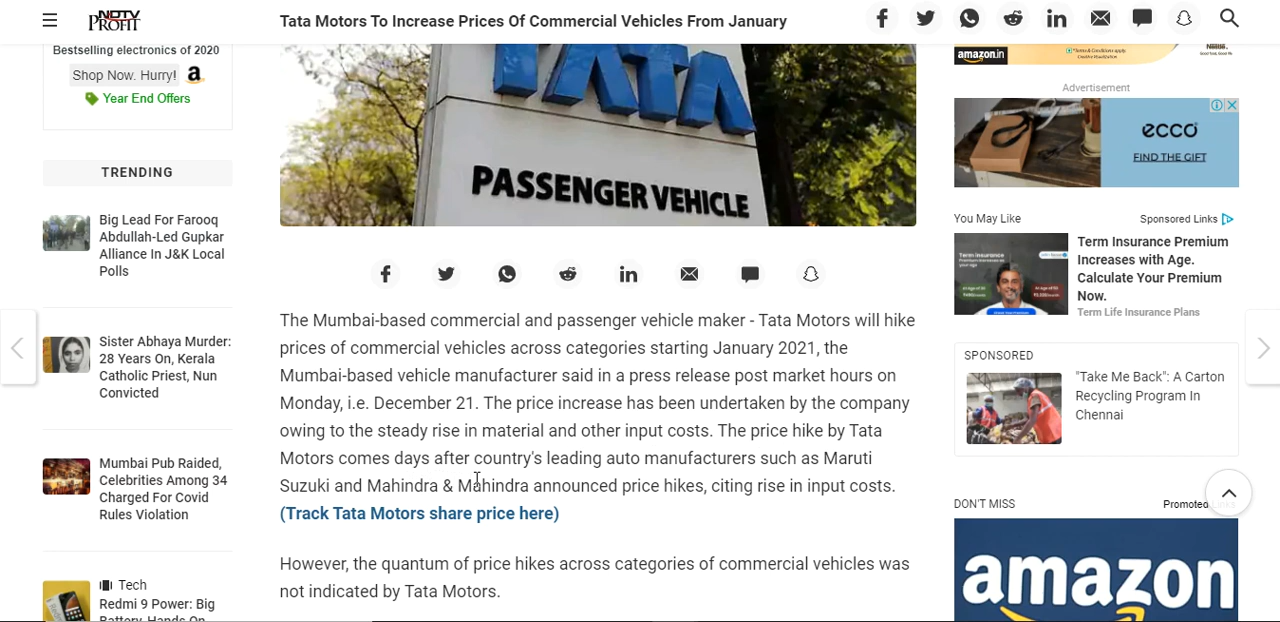 NDTV
PROFIT
Tata Motors To Increase Prices Of Commercial Vehicles From January
Bestselling electronics of 2020
Shop Now. Hurry!
Year End Offers
TRENDING
Big Lead For Farooq
Abdullah-Led Gupkar
Alliance In J&K Local
Polls
Sister Abhaya Murder:
28 Years On, Kerala
Catholic Priest, Nun
Convicted
Mumbai Pub Raided,
Celebrities Among 34
Charged For Covid
Rules Violation
Tech
Redmi 9 Power: Big
Battery, Hands On
TATA
PASSENGER VEHICLE
The Mumbai-based commercial and passenger vehicle maker - Tata Motors will hike
prices of commercial vehicles across categories starting January 2021, the
Mumbai-based vehicle manufacturer said in a press release post market hours on
Monday, i.e. December 21. The price increase has been undertaken by the company
owing to the steady rise in material and other input costs. The price hike by Tata
Motors comes days after country's leading auto manufacturers such as Maruti
Suzuki and Mahindra & Mahindra announced price hikes, citing rise in input costs.
(Track Tata Motors share price here)
However, the quantum of price hikes across categories of commercial vehicles was
not indicated by Tata Motors.
amazon.in
Advertisement
ecco
FIND THE GIFT
You May Like
Sponsored Links
Term Insurance Premium
Increases with Age.
Calculate Your Premium
Now.
Term Life Insurance Plans
SPONSORED
"Take Me Back": A Carton
Recycling Program In
Chennai
DON'T MISS
Promoted Links
amazon